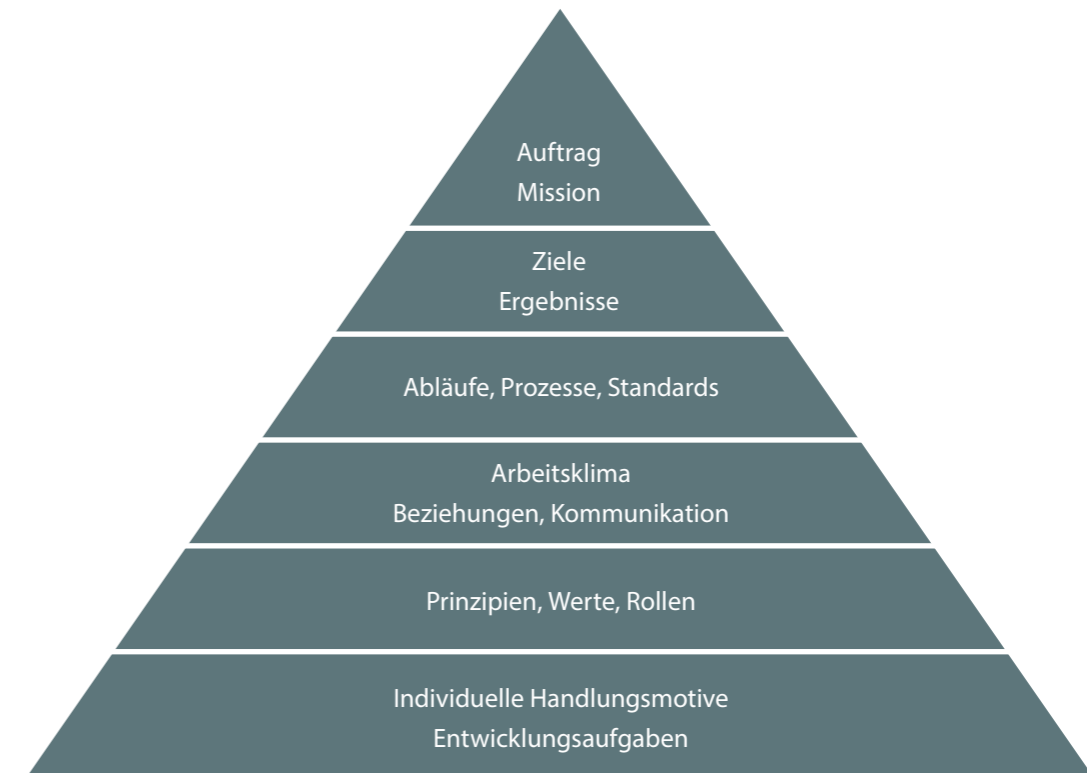 Auftrag
Mission
Ziele
Ergebnisse
Abläufe, Prozesse, Standards
Arbeitsklima
Beziehungen, Kommunikation
Prinzipien, Werte, Rollen
Individuelle Handlungsmotive
Entwicklungsaufgaben